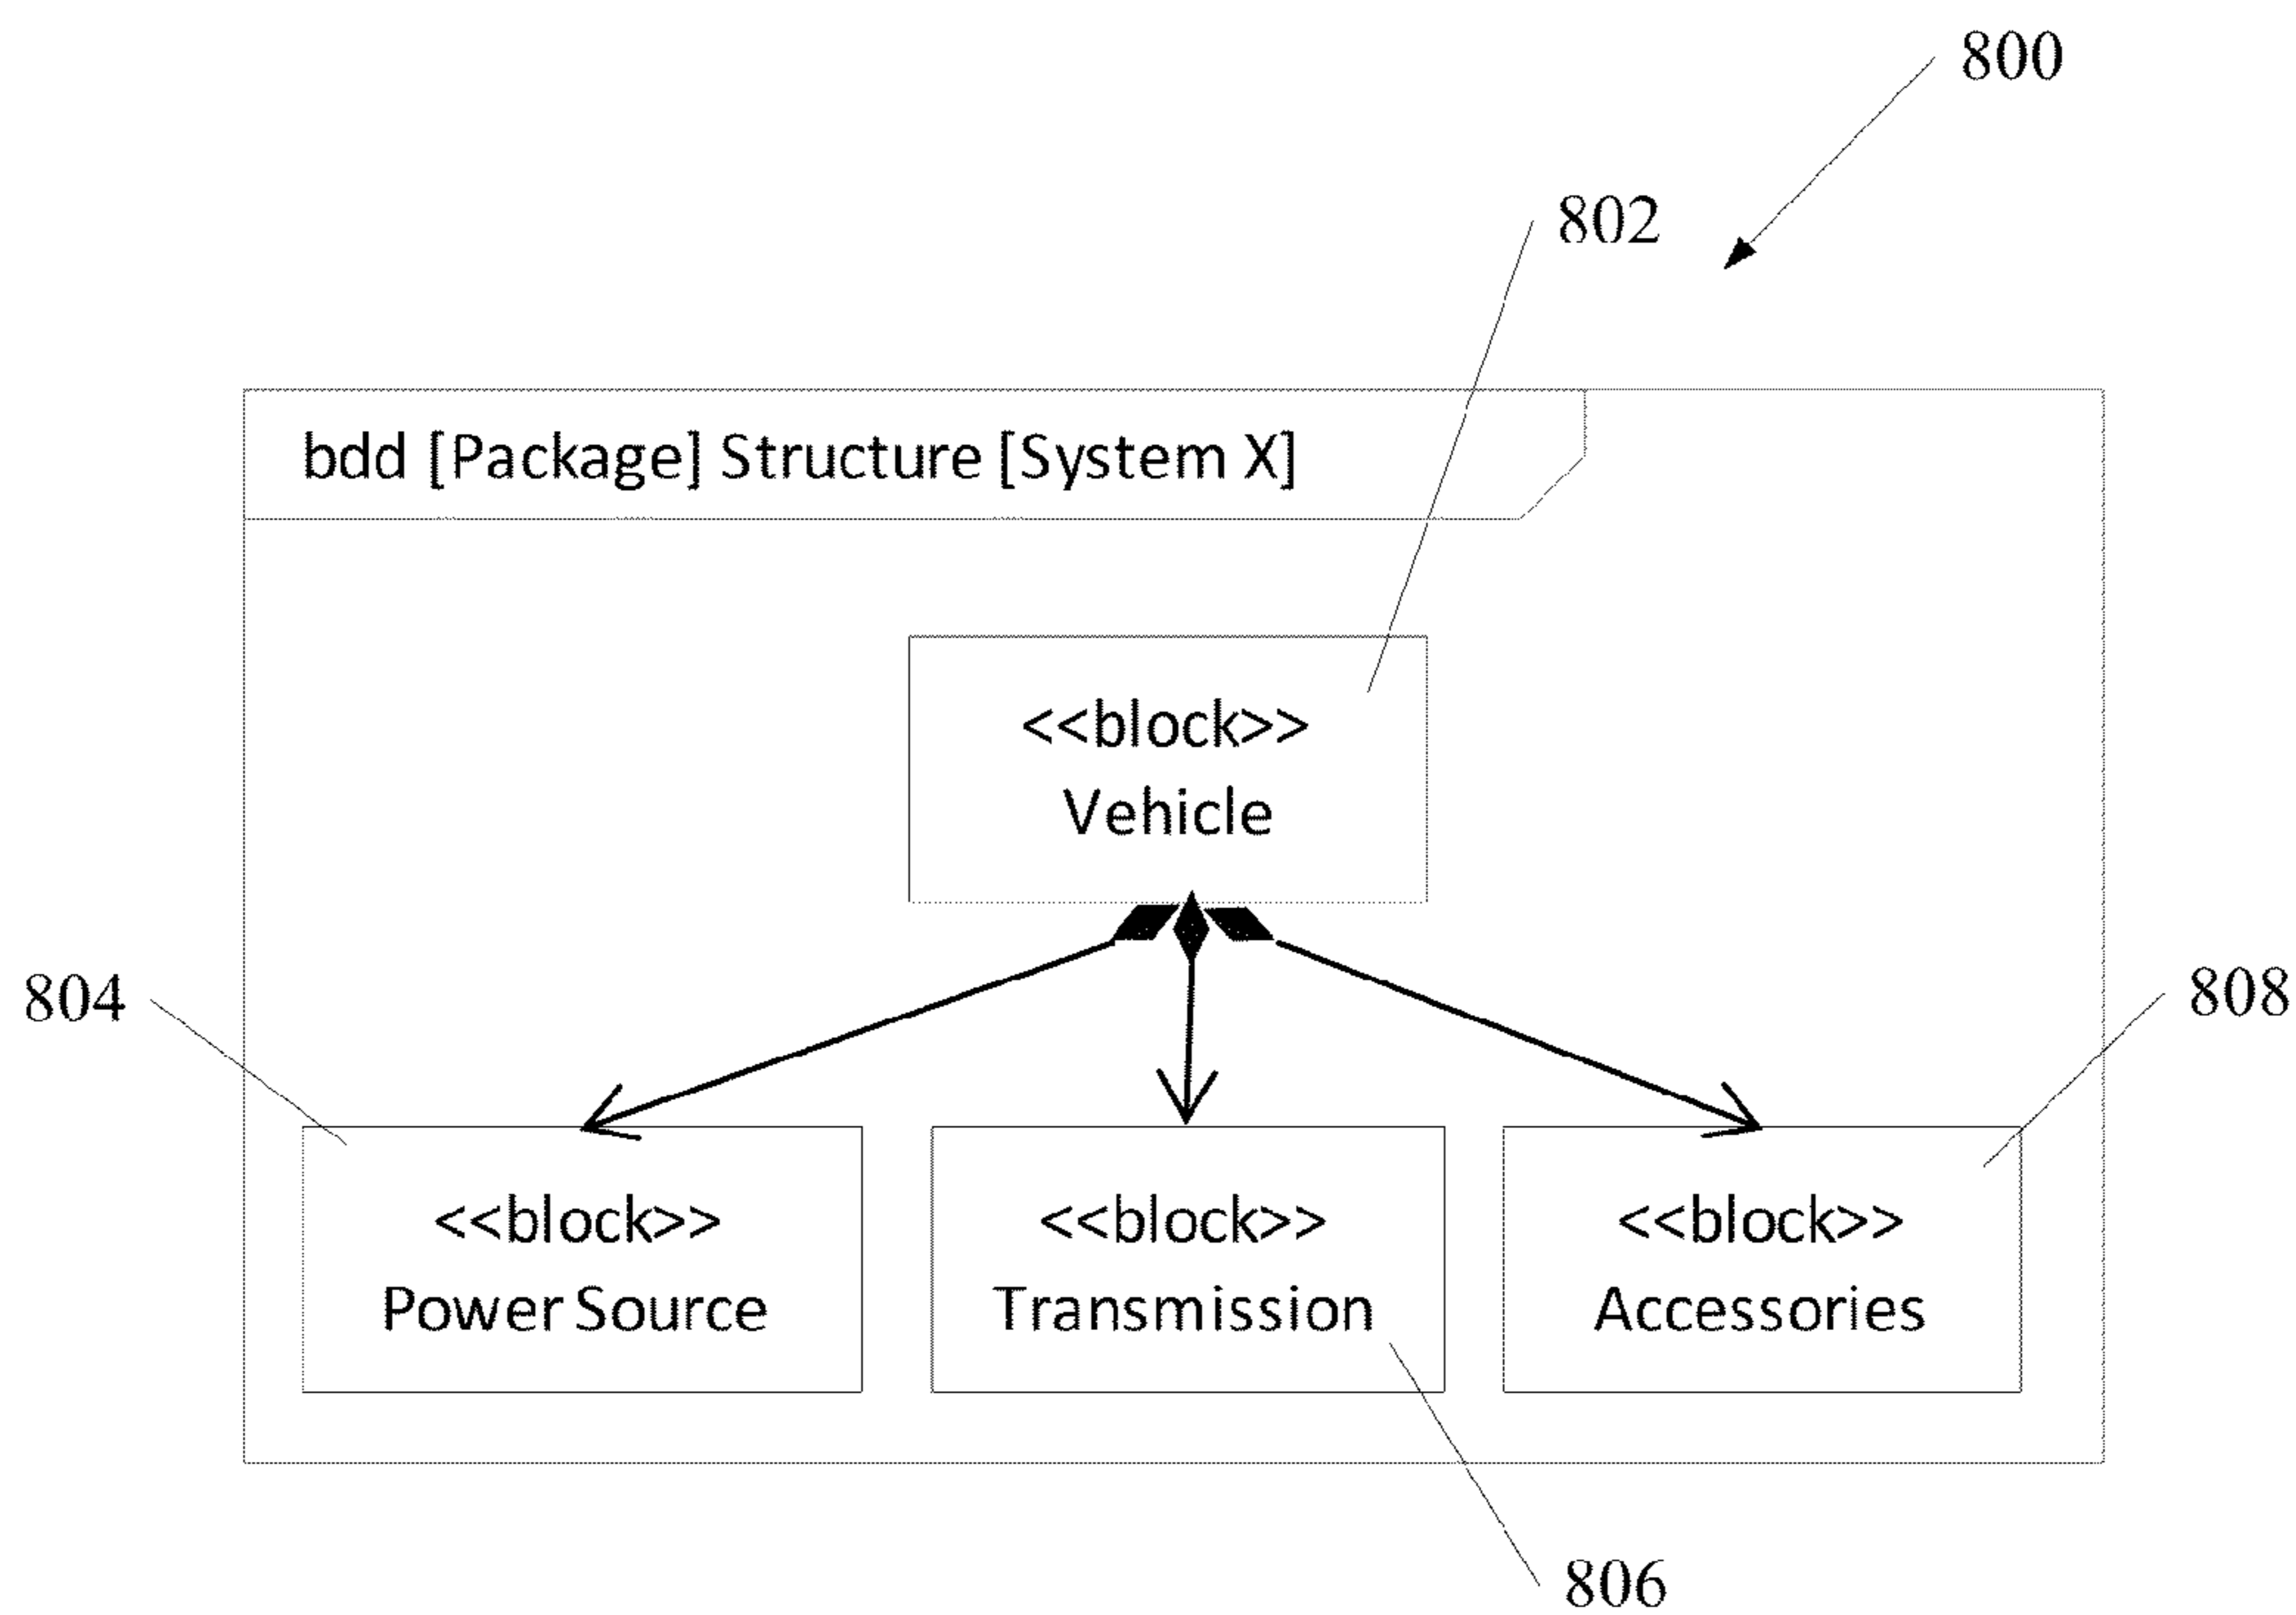 800
802
bdd [Package] Structure [System X]
<<block>>
Vehicle
804
808
<<block>>
Power Source
<<block>>
Transmission
<<block>>
Accessories
806